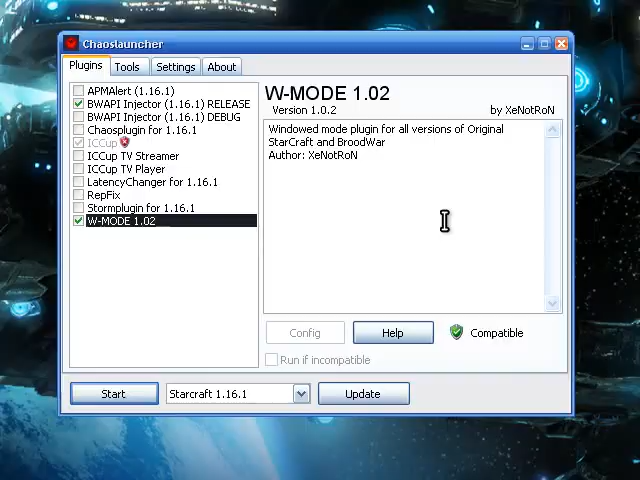 Chaoslauncher
Plugins Tools Settings About
APMAlert (1.16.1)
BWAPI Injector (1.16.1) RELEASE
BWAPI Injector (1.16.1) DEBUG
Chaosplugin for 1.16.1
ICCup
ICCup TV Streamer
ICCup TV Player
LatencyChanger for 1.16.1
RepFix
Stormplugin for 1.16.1
W-MODE 1.02
W-MODE 1.02
Version 1.0.2 by XeNotRoN
Windowed mode plugin for all versions of Original
StarCraft and BroodWar
Author: XeNotRoN
Config Help Compatible
Run if incompatible
Start Starcraft 1.16.1 Update